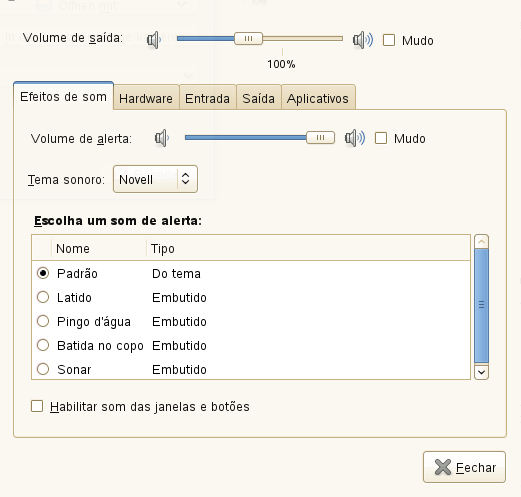 Volume de saída:
Mudo
100%
Efeitos de som
Hardware
Entrada
Saída
Aplicativos
Volume de alerta:
Mudo
Tema sonoro:
Novell
Escolha um som de alerta:
Nome Tipo
Padrão Do tema
Latido Embutido
Pingo d'água Embutido
Batida no copo Embutido
Sonar Embutido
Habilitar som das janelas e botões
Fechar